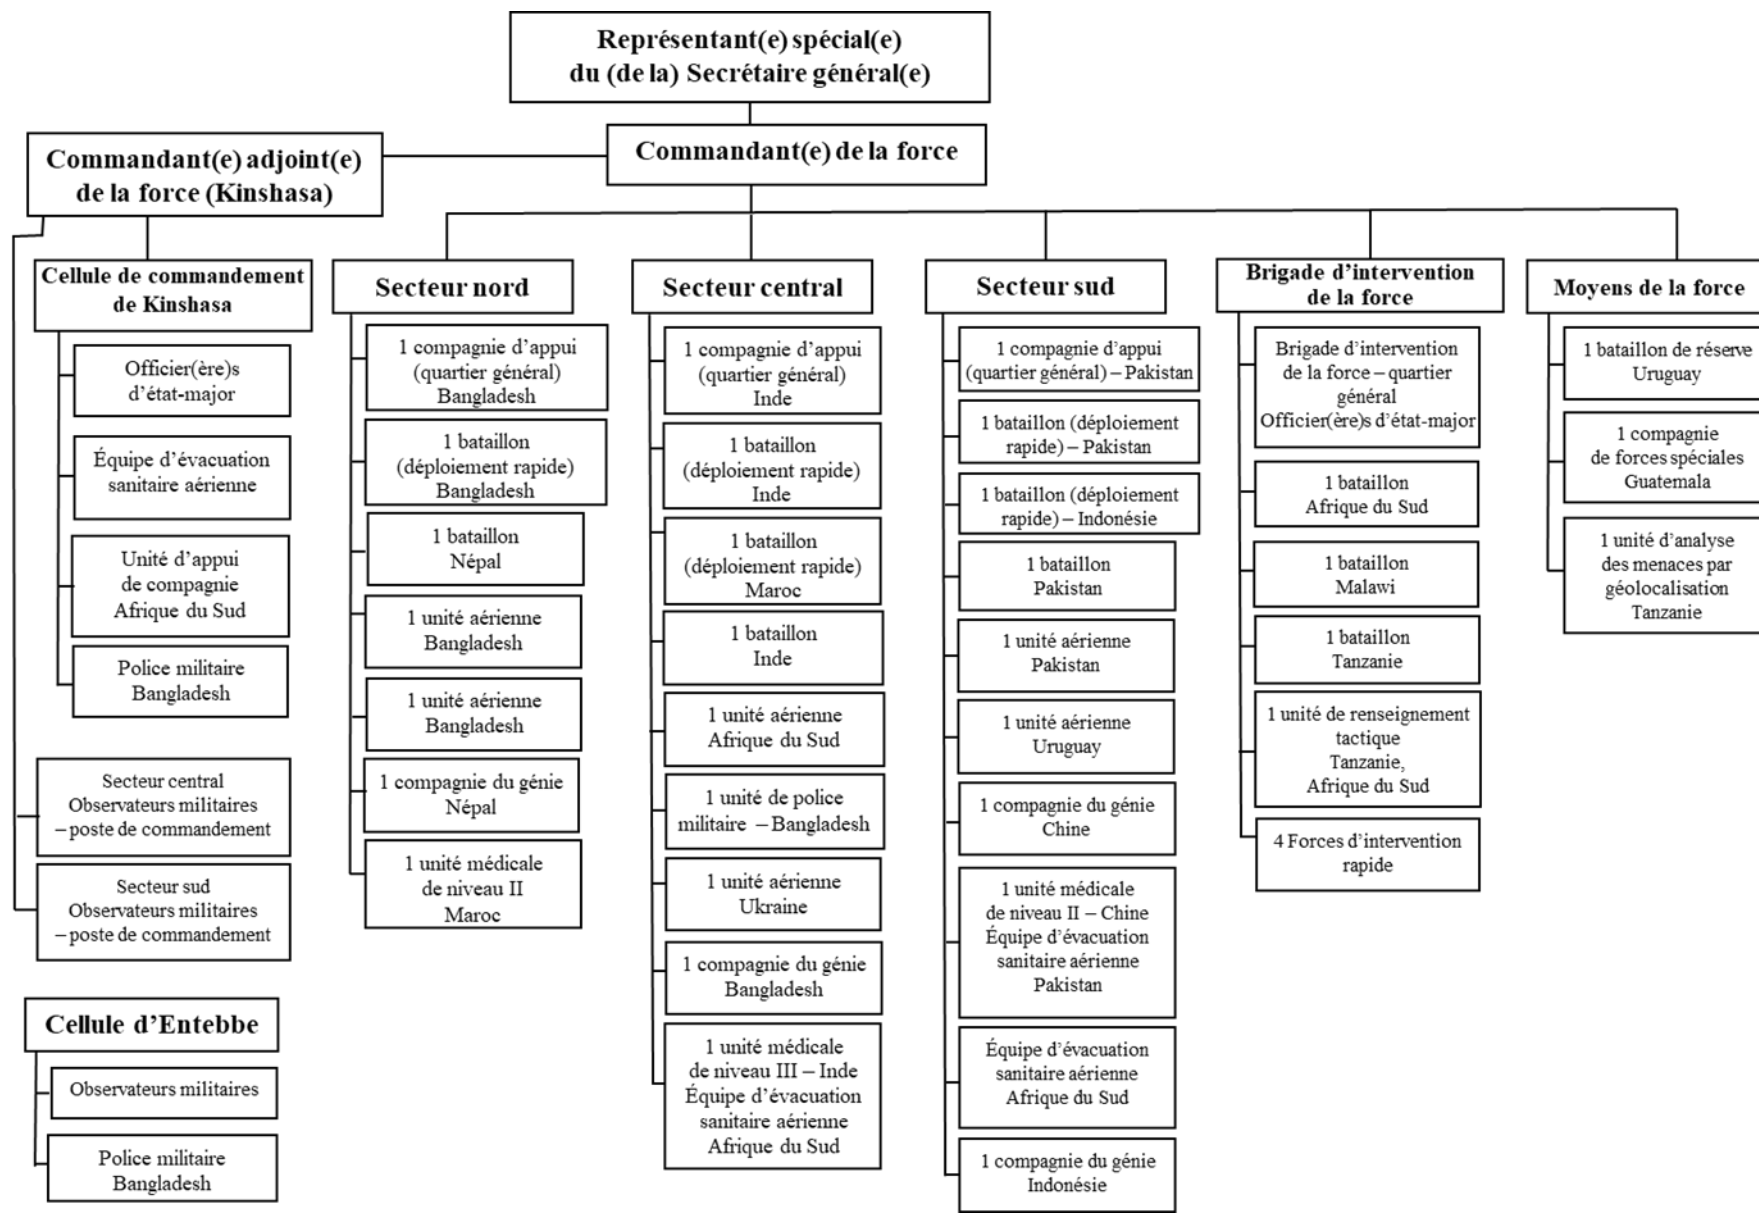 Représentant(e) spécial(e)
du (de la) Secrétaire général(e)
Commandant(e) adjoint(e)
de la force (Kinshasa)
Commandant(e) de la force
Cellule de commandement
de Kinshasa
Officier(ère)s
d’état-major
Équipe d’évacuation
sanitaire aérienne
Unité d’appui
de compagnie
Afrique du Sud
Police militaire
Bangladesh
Secteur central
Observateurs militaires
– poste de commandement
Secteur sud
Observateurs militaires
– poste de commandement
Cellule d’Entebbe
Observateurs militaires
Police militaire
Bangladesh
Secteur nord
1 compagnie d’appui
(quartier général)
Bangladesh
1 bataillon
(déploiement rapide)
Bangladesh
1 bataillon
Népal
1 unité aérienne
Bangladesh
1 unité aérienne
Bangladesh
1 compagnie du génie
Népal
1 unité médicale
de niveau II
Maroc
Secteur central
1 compagnie d’appui
(quartier général)
Inde
1 bataillon
(déploiement rapide)
Inde
1 bataillon
(déploiement rapide)
Maroc
1 bataillon
Inde
1 unité aérienne
Afrique du Sud
1 unité de police
militaire – Bangladesh
1 unité aérienne
Ukraine
1 compagnie du génie
Bangladesh
1 unité médicale
de niveau III – Inde
Équipe d’évacuation
sanitaire aérienne
Afrique du Sud
Secteur sud
1 compagnie d’appui
(quartier général) – Pakistan
1 bataillon (déploiement
rapide) – Pakistan
1 bataillon (déploiement
rapide) – Indonésie
1 bataillon
Pakistan
1 unité aérienne
Pakistan
1 unité aérienne
Uruguay
1 compagnie du génie
Chine
1 unité médicale
de niveau II – Chine
Équipe d’évacuation
sanitaire aérienne
Pakistan
Équipe d’évacuation
sanitaire aérienne
Afrique du Sud
1 compagnie du génie
Indonésie
Brigade d’intervention
de la force
Brigade d’intervention
de la force – quartier
général
Officier(ère)s d’état-major
1 bataillon
Afrique du Sud
1 bataillon
Malawi
1 bataillon
Tanzanie
1 unité de renseignement
tactique
Tanzanie,
Afrique du Sud
4 Forces d’intervention
rapide
Moyens de la force
1 bataillon de réserve
Uruguay
1 compagnie
de forces spéciales
Guatemala
1 unité d’analyse
des menaces par
géolocalisation
Tanzanie